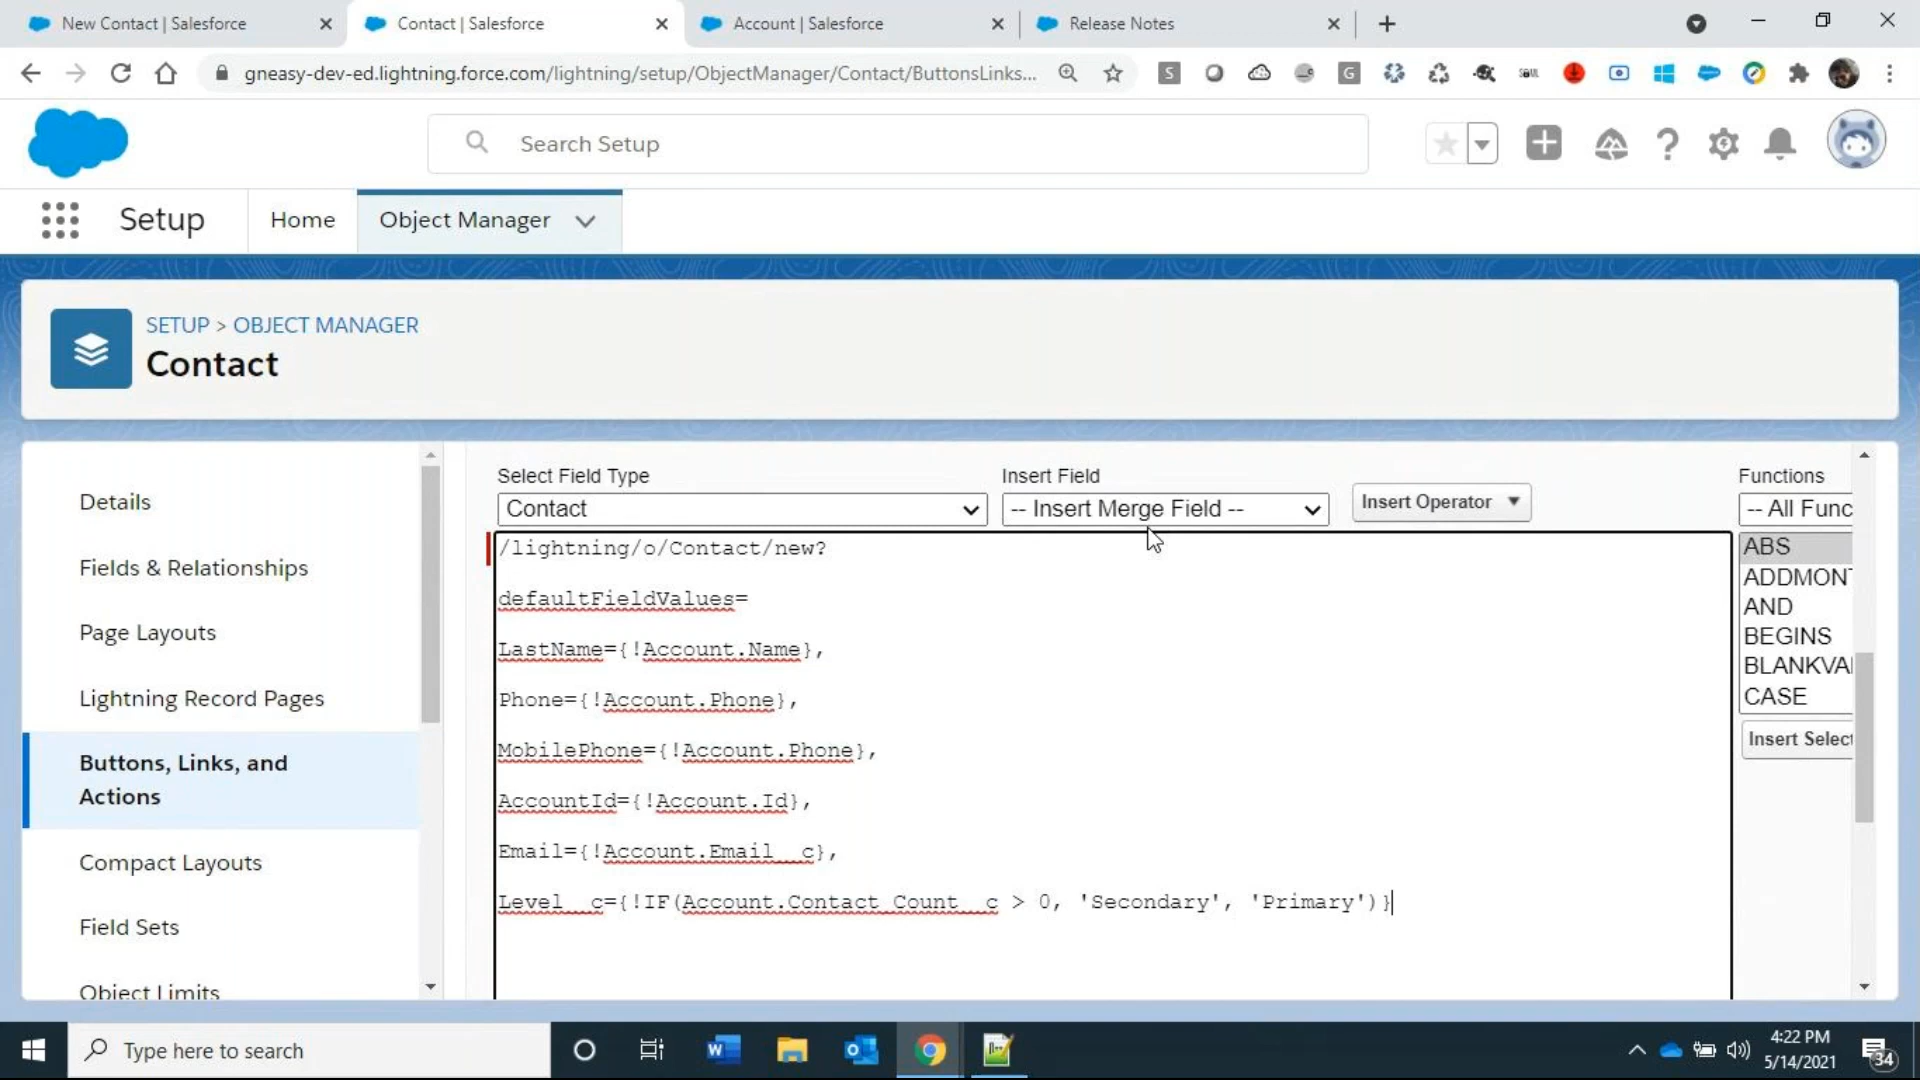 New Contact | Salesforce
Contact | Salesforce
Account | Salesforce
Release Notes
gneasy-dev-ed.lightning.force.com/lightning/setup/ObjectManager/Contact/ButtonsLinks...
Search Setup
Setup
Home
Object Manager
SETUP > OBJECT MANAGER
Contact
Details
Fields & Relationships
Page Layouts
Lightning Record Pages
Buttons, Links, and
Actions
Compact Layouts
Field Sets
Object Limits
Select Field Type
Contact
Insert Field
-- Insert Merge Field --
Insert Operator
Functions
-- All Func
/lightning/o/Contact/new?
defaultFieldValues=
LastName={!Account.Name},
Phone={!Account.Phone},
MobilePhone={!Account.Phone},
AccountId={!Account.Id},
Email={!Account.Email__c},
Level__c={!IF(Account.Contact_Count__c > 0, 'Secondary', 'Primary')}
ABS
ADDMONT
AND
BEGINS
BLANKVA
CASE
Insert Select
Type here to search
4:22 PM
5/14/2021
34